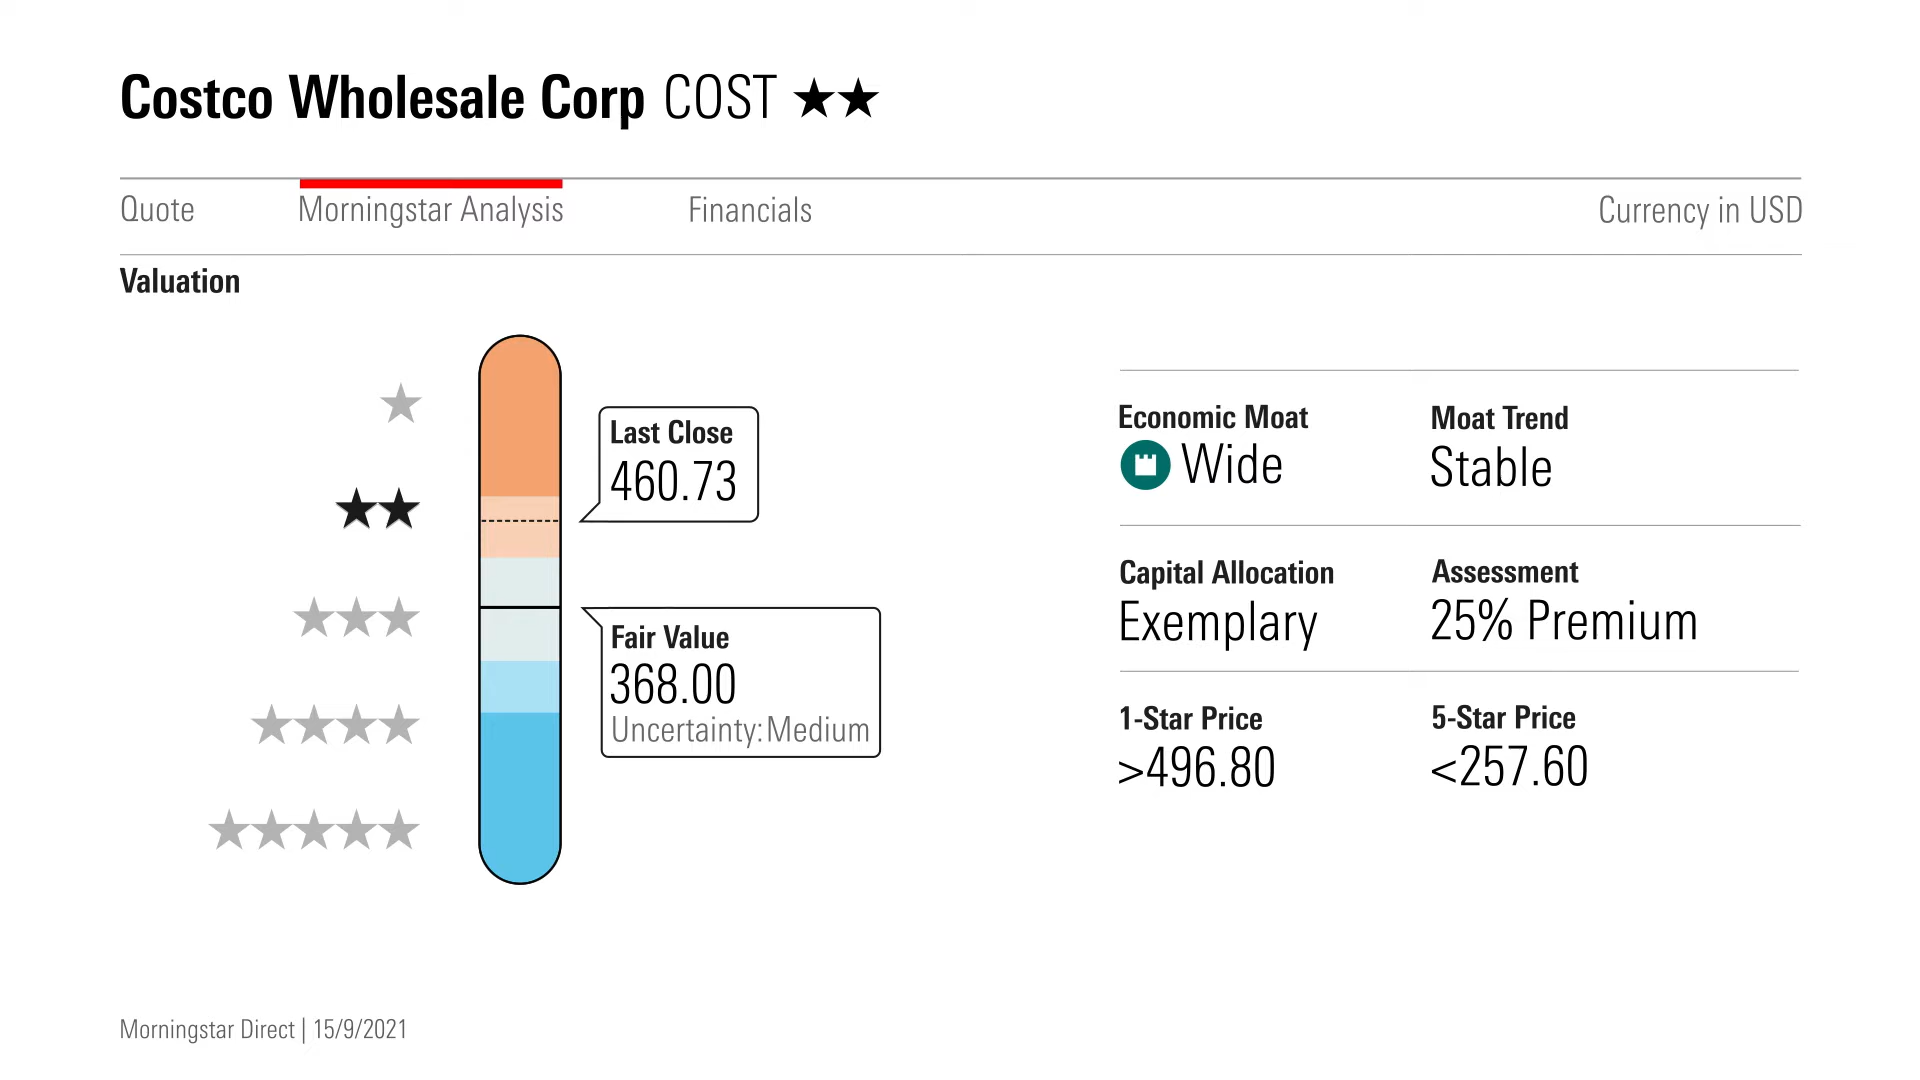 Costco Wholesale Corp COST ★★
Quote
Morningstar Analysis
Financials
Currency in USD
Valuation
Last Close
460.73
Fair Value
368.00
Uncertainty: Medium
Economic Moat
Wide
Moat Trend
Stable
Capital Allocation
Exemplary
Assessment
25% Premium
1-Star Price
>496.80
5-Star Price
<257.60
Morningstar Direct | 15/9/2021